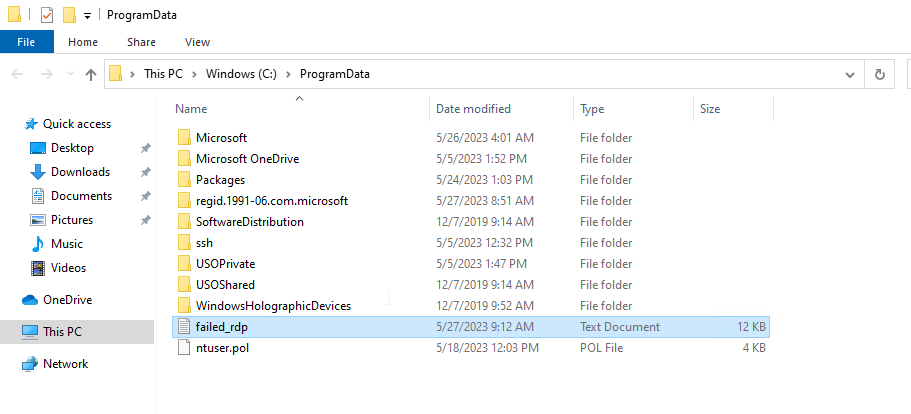 ProgramData
File Home Share View
This PC Windows (C:) ProgramData
Name Date modified Type Size
Quick access
Desktop
Downloads
Documents
Pictures
Music
Videos
OneDrive
This PC
Network
Microsoft 5/26/2023 4:01 AM File folder
Microsoft OneDrive 5/5/2023 1:52 PM File folder
Packages 5/24/2023 1:03 PM File folder
regid.1991-06.com.microsoft 5/27/2023 8:51 AM File folder
SoftwareDistribution 12/7/2019 9:14 AM File folder
ssh 5/5/2023 12:32 PM File folder
USOPrivate 5/5/2023 1:47 PM File folder
USOShared 12/7/2019 9:14 AM File folder
WindowsHolographicDevices 12/7/2019 9:52 AM File folder
failed_rdp 5/27/2023 9:12 AM Text Document 12 KB
ntuser.pol 5/18/2023 12:03 PM POL File 4 KB